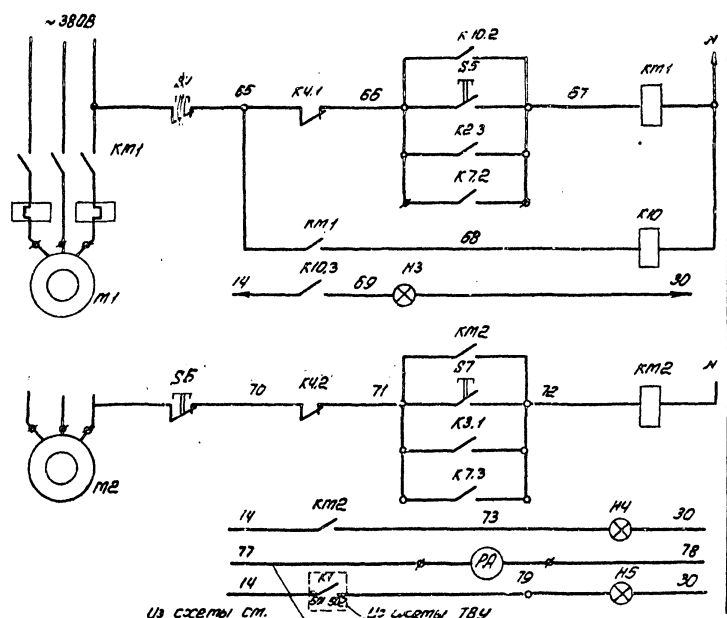 ~380В
К10.2
S5
N
65
К4.1
66
67
КМ1
КМ1
К2.3
К7.2
КМ1
68
К10
14
К10.3
69
Н3
30
М1
КМ2
S6
70
К4.2
71
S7
72
КМ2
N
К3.1
М2
К7.3
14
КМ2
73
Н4
30
77
РА
78
14
К1
79
Н5
30
Из схемы ст.
Из схемы ТВУ